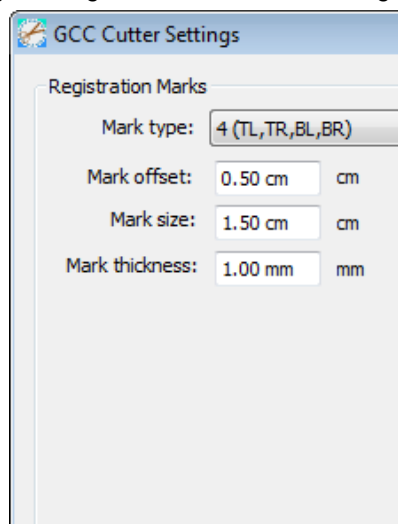 GCC Cutter Settings
Registration Marks
Mark type: 4 (TL,TR,BL,BR)
Mark offset: 0.50 cm cm
Mark size: 1.50 cm cm
Mark thickness: 1.00 mm mm